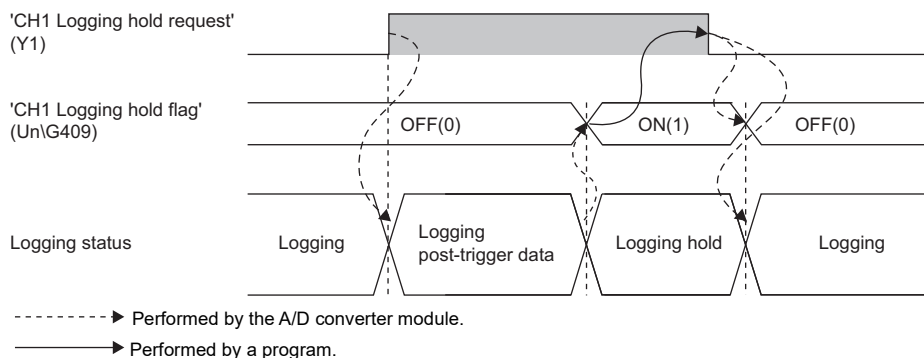 'CH1 Logging hold request'
(Y1)
'CH1 Logging hold flag'
(Un\G409)
OFF(0)
ON(1)
OFF(0)
Logging status
Logging
Logging
post-trigger data
Logging hold
Logging
Performed by the A/D converter module.
Performed by a program.